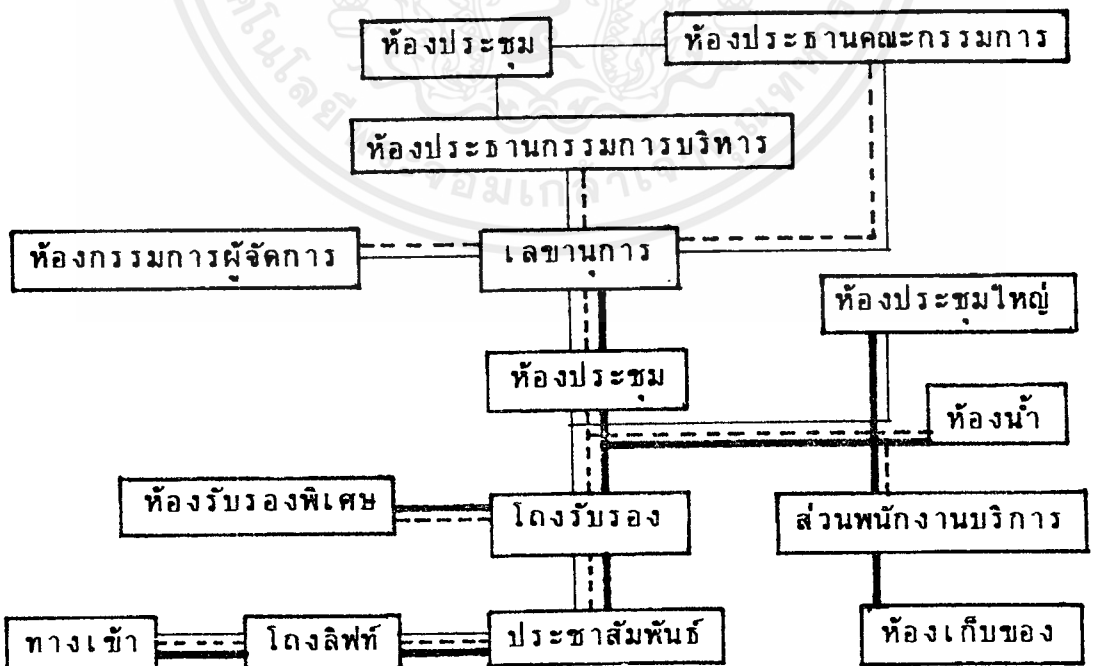 ห้องประชุม
ห้องประธานคณะกรรมการ
ห้องประธานกรรมการบริหาร
ห้องกรรมการผู้จัดการ
เลขานุการ
ห้องประชุมใหญ่
ห้องประชุม
ห้องน้ำ
ห้องรับรองพิเศษ
โถงรับรอง
ส่วนพนักงานบริการ
ทางเข้า
โถงลิฟท์
ประชาสัมพันธ์
ห้องเก็บของ